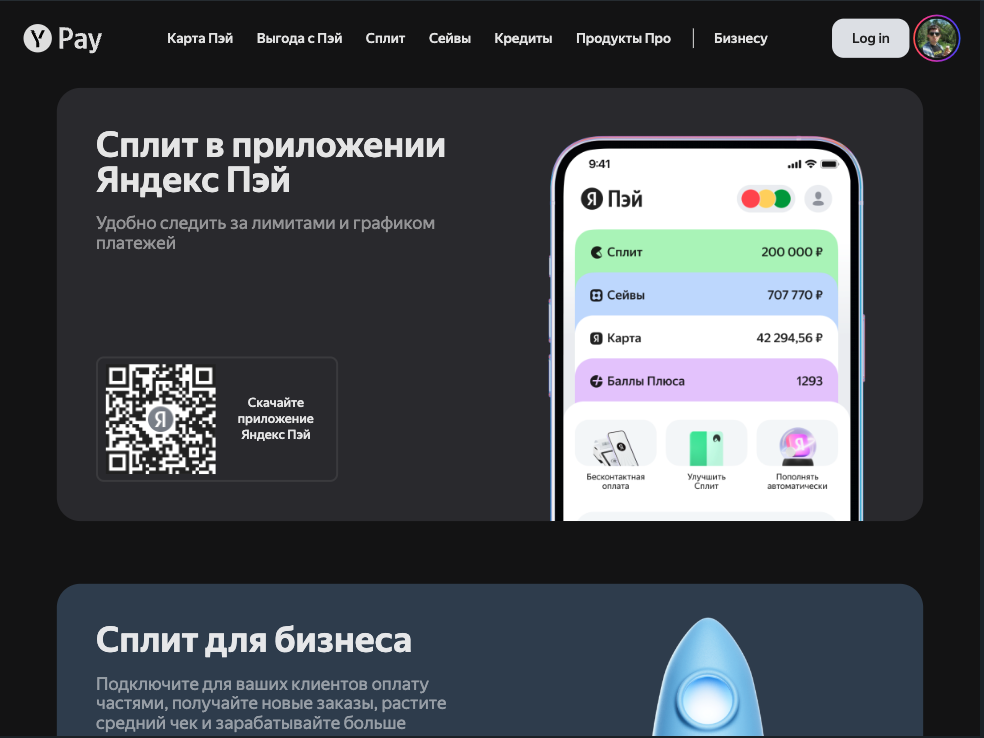 Y Pay
Карта Пэй
Выгода с Пэй
Сплит
Сейвы
Кредиты
Продукты Про
Бизнесу
Log in
Сплит в приложении
Яндекс Пэй
Удобно следить за лимитами и графиком
платежей
Я
Скачайте
приложение
Яндекс Пэй
9:41
Я Пэй
Сплит 200 000 ₽
Сейвы 707 770 ₽
Я Карта 42 294,56 ₽
Баллы Плюса 1293
Бесконтактная
оплата
Улучшить
Сплит
Я
Пополнять
автоматически
Сплит для бизнеса
Подключите для ваших клиентов оплату
частями, получайте новые заказы, растите
средний чек и зарабатывайте больше